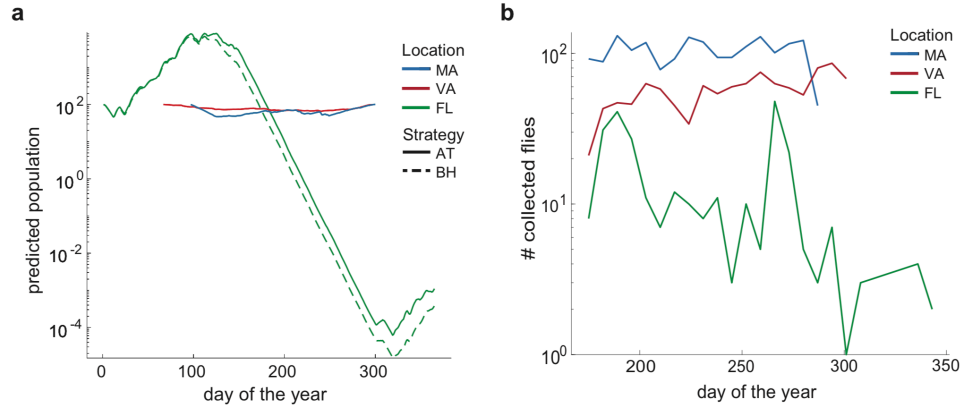 a
predicted population
10^2
10^0
10^-2
10^-4
0
100
200
300
day of the year
Location
MA
VA
FL
Strategy
AT
BH
b
# collected flies
10^2
10^1
10^0
200
250
300
350
day of the year
Location
MA
VA
FL